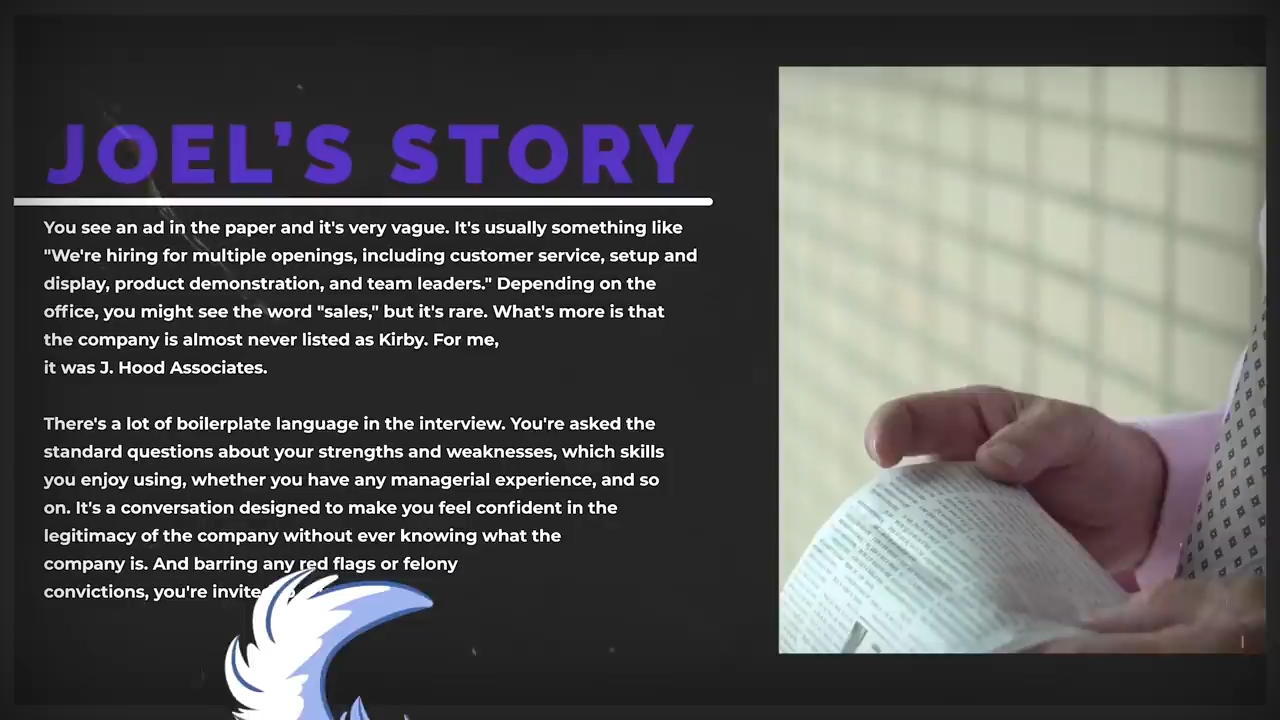 JOEL'S STORY
You see an ad in the paper and it's very vague. It's usually something like
"We're hiring for multiple openings, including customer service, setup and
display, product demonstration, and team leaders." Depending on the
office, you might see the word "sales," but it's rare. What's more is that
the company is almost never listed as Kirby. For me,
it was J. Hood Associates.
There's a lot of boilerplate language in the interview. You're asked the
standard questions about your strengths and weaknesses, which skills
you enjoy using, whether you have any managerial experience, and so
on. It's a conversation designed to make you feel confident in the
legitimacy of the company without ever knowing what the
company is. And barring any red flags or felony
convictions, you're